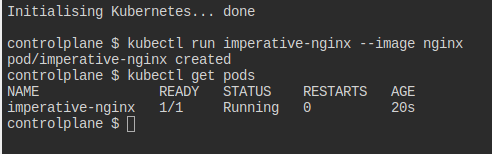 Initialising Kubernetes... done
controlplane $ kubectl run imperative-nginx --image nginx
pod/imperative-nginx created
controlplane $ kubectl get pods
NAME READY STATUS RESTARTS AGE
imperative-nginx 1/1 Running 0 20s
controlplane $